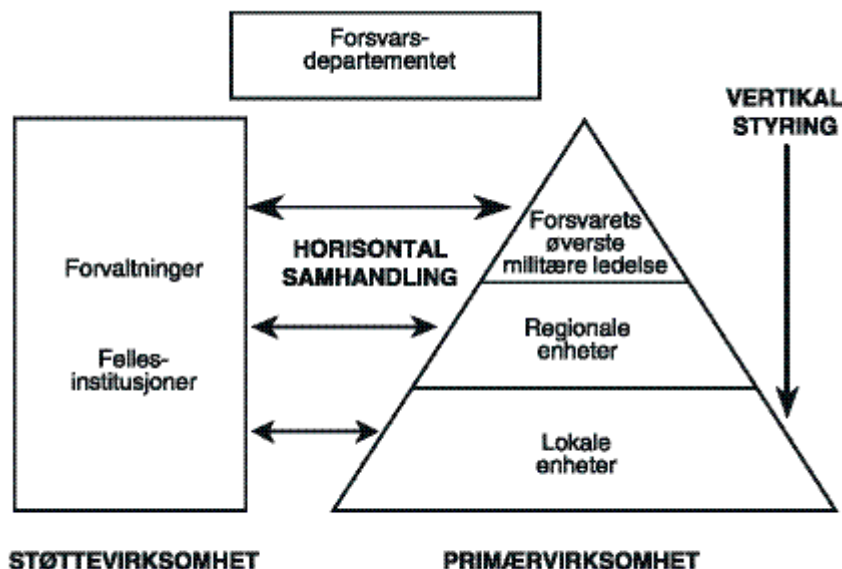 Forsvars-
departementet
VERTIKAL
STYRING
Forsvarets
øverste
militære ledelse
HORISONTAL
SAMHANDLING
Forvaltninger
Regionale
enheter
Felles-
institusjoner
Lokale
enheter
STØTTEVIRKSOMHET
PRIMÆRVIRKSOMHET